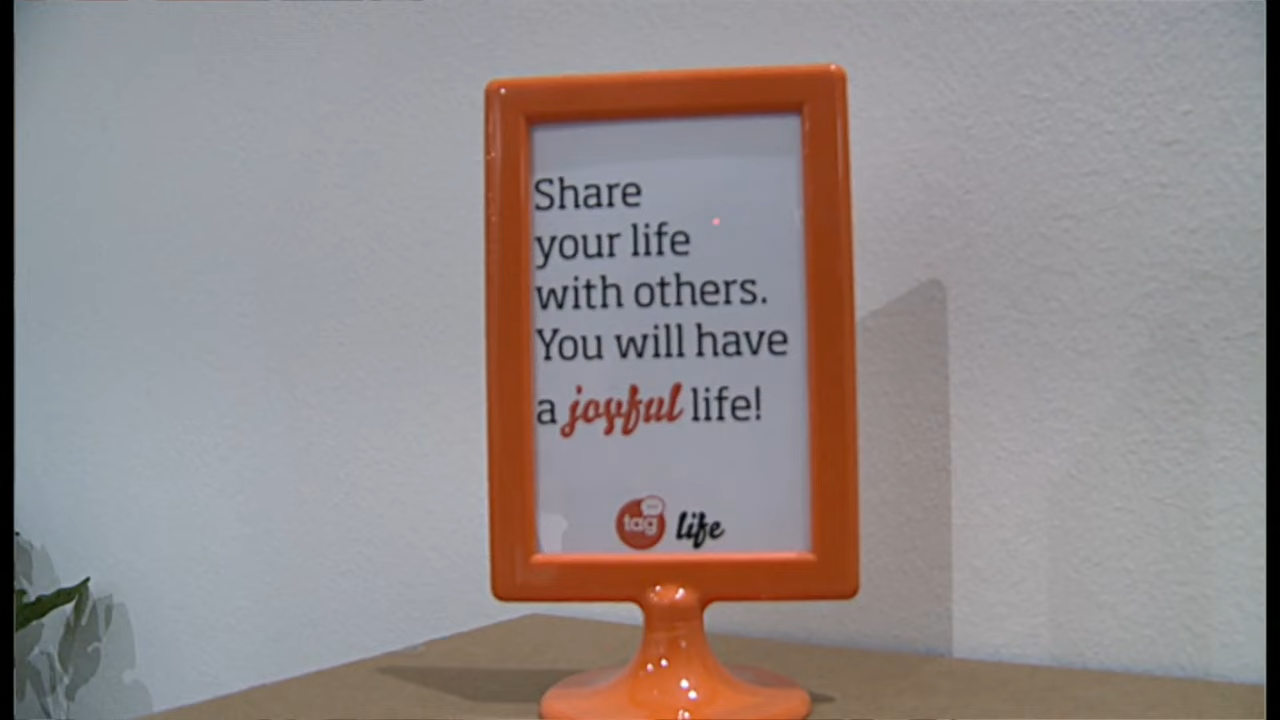 Share
your life
with others.
You will have
a joyful life!
tag life